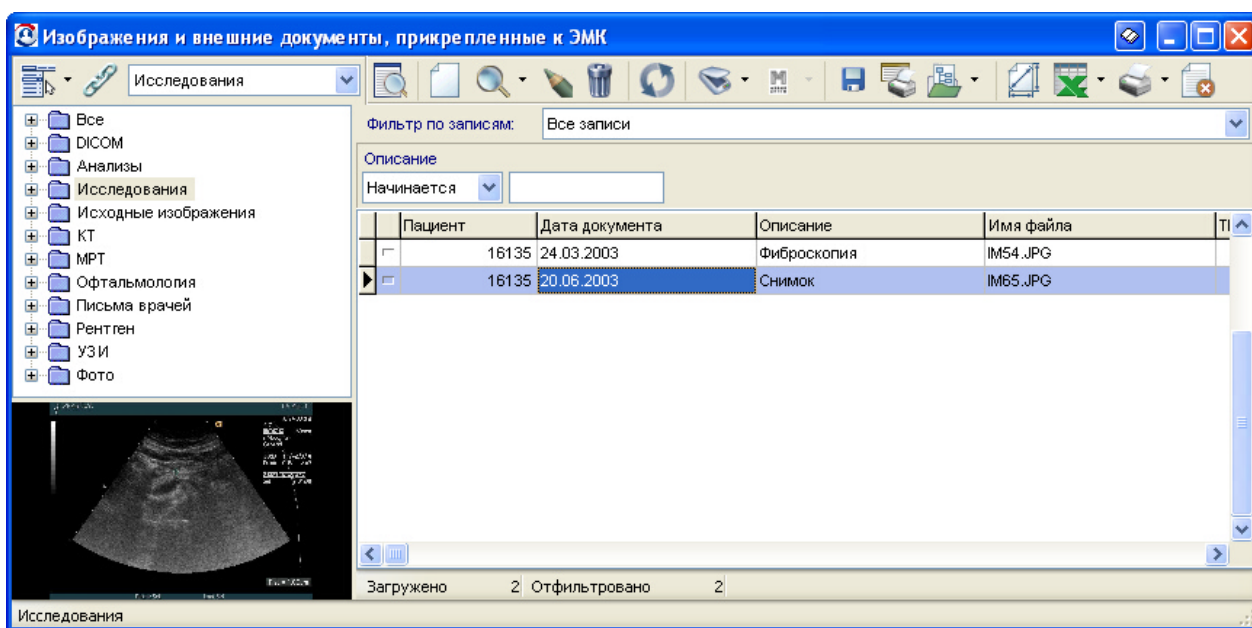 Изображения и внешние документы, прикрепленные к ЭМК
Исследования
Все
DICOM
Анализы
Исследования
Исходные изображения
КТ
МРТ
Офтальмология
Письма врачей
Рентген
УЗИ
Фото
Фильтр по записям: Все записи
Описание
Начинается
Пациент Дата документа Описание Имя файла
16135 24.03.2003 Фиброскопия IM54.JPG
16135 20.06.2003 Снимок IM65.JPG
Загружено 2 Отфильтровано 2
Исследования